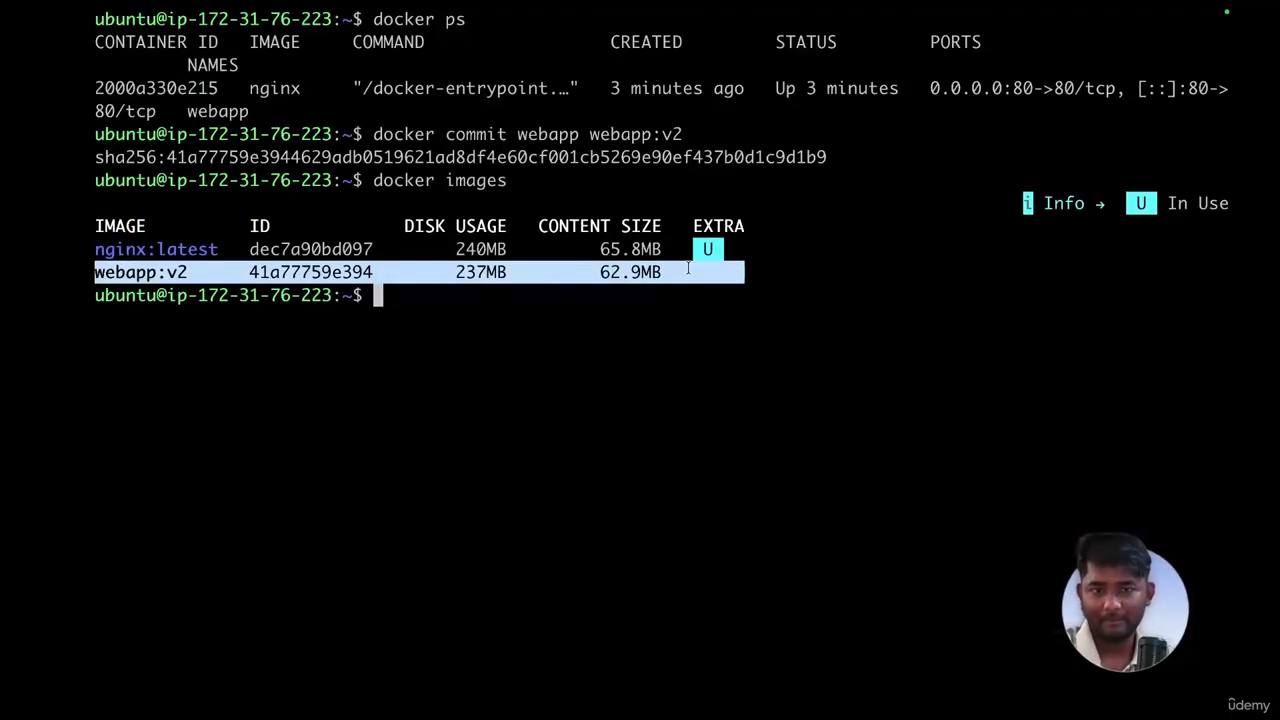 ubuntu@ip-172-31-76-223:~$ docker ps
CONTAINER ID   IMAGE     COMMAND                  CREATED         STATUS         PORTS
         NAMES
2000a330e215   nginx     "/docker-entrypoint.…"   3 minutes ago   Up 3 minutes   0.0.0.0:80->80/tcp, [::]:80->
80/tcp   webapp
ubuntu@ip-172-31-76-223:~$ docker commit webapp webapp:v2
sha256:41a77759e3944629adb0519621ad8df4e60cf001cb5269e90ef437b0d1c9d1b9
ubuntu@ip-172-31-76-223:~$ docker images
i Info →   U  In Use
IMAGE          ID             DISK USAGE   CONTENT SIZE   EXTRA
nginx:latest   dec7a90bd097        240MB         65.8MB    U
webapp:v2      41a77759e394        237MB         62.9MB
ubuntu@ip-172-31-76-223:~$
ûdemy